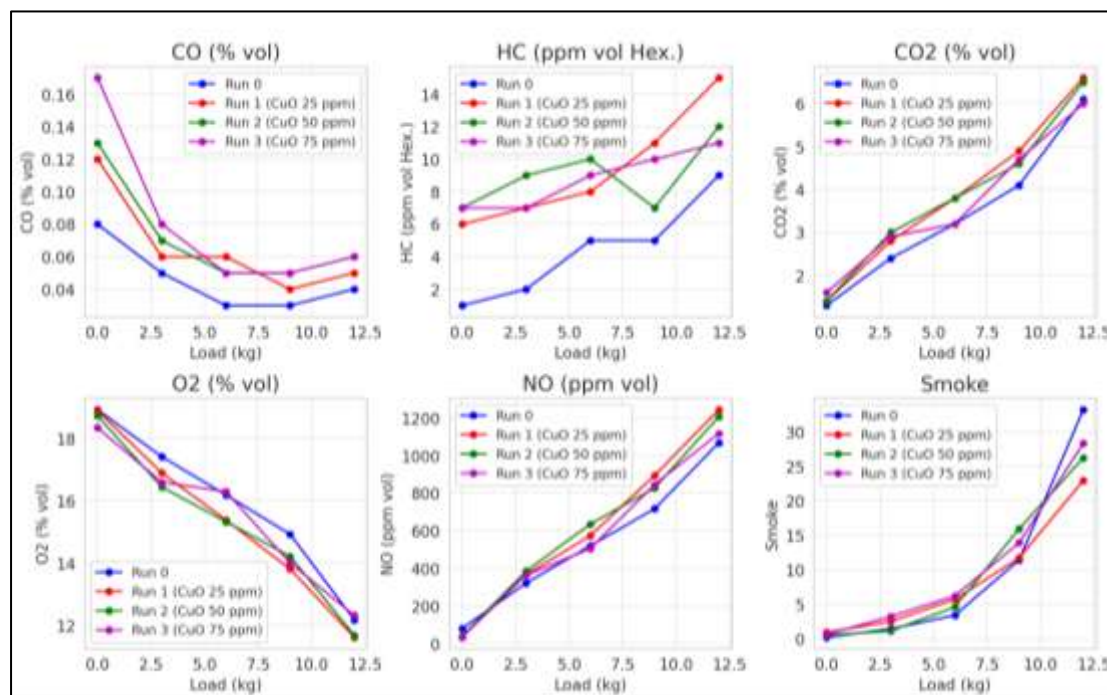 CO (% vol)
CO (% vol)
0.16
0.14
0.12
0.10
0.08
0.06
0.04
Run 0
Run 1 (CuO 25 ppm)
Run 2 (CuO 50 ppm)
Run 3 (CuO 75 ppm)
0.0 2.5 5.0 7.5 10.0 12.5
Load (kg)
HC (ppm vol Hex.)
HC (ppm vol Hex.)
14
12
10
8
6
4
2
Run 0
Run 1 (CuO 25 ppm)
Run 2 (CuO 50 ppm)
Run 3 (CuO 75 ppm)
0.0 2.5 5.0 7.5 10.0 12.5
Load (kg)
CO2 (% vol)
CO2 (% vol)
6
5
4
3
2
Run 0
Run 1 (CuO 25 ppm)
Run 2 (CuO 50 ppm)
Run 3 (CuO 75 ppm)
0.0 2.5 5.0 7.5 10.0 12.5
Load (kg)
O2 (% vol)
O2 (% vol)
18
16
14
12
Run 0
Run 1 (CuO 25 ppm)
Run 2 (CuO 50 ppm)
Run 3 (CuO 75 ppm)
0.0 2.5 5.0 7.5 10.0 12.5
Load (kg)
NO (ppm vol)
NO (ppm vol)
1200
1000
800
600
400
200
0
Run 0
Run 1 (CuO 25 ppm)
Run 2 (CuO 50 ppm)
Run 3 (CuO 75 ppm)
0.0 2.5 5.0 7.5 10.0 12.5
Load (kg)
Smoke
Smoke
30
25
20
15
10
5
0
Run 0
Run 1 (CuO 25 ppm)
Run 2 (CuO 50 ppm)
Run 3 (CuO 75 ppm)
0.0 2.5 5.0 7.5 10.0 12.5
Load (kg)